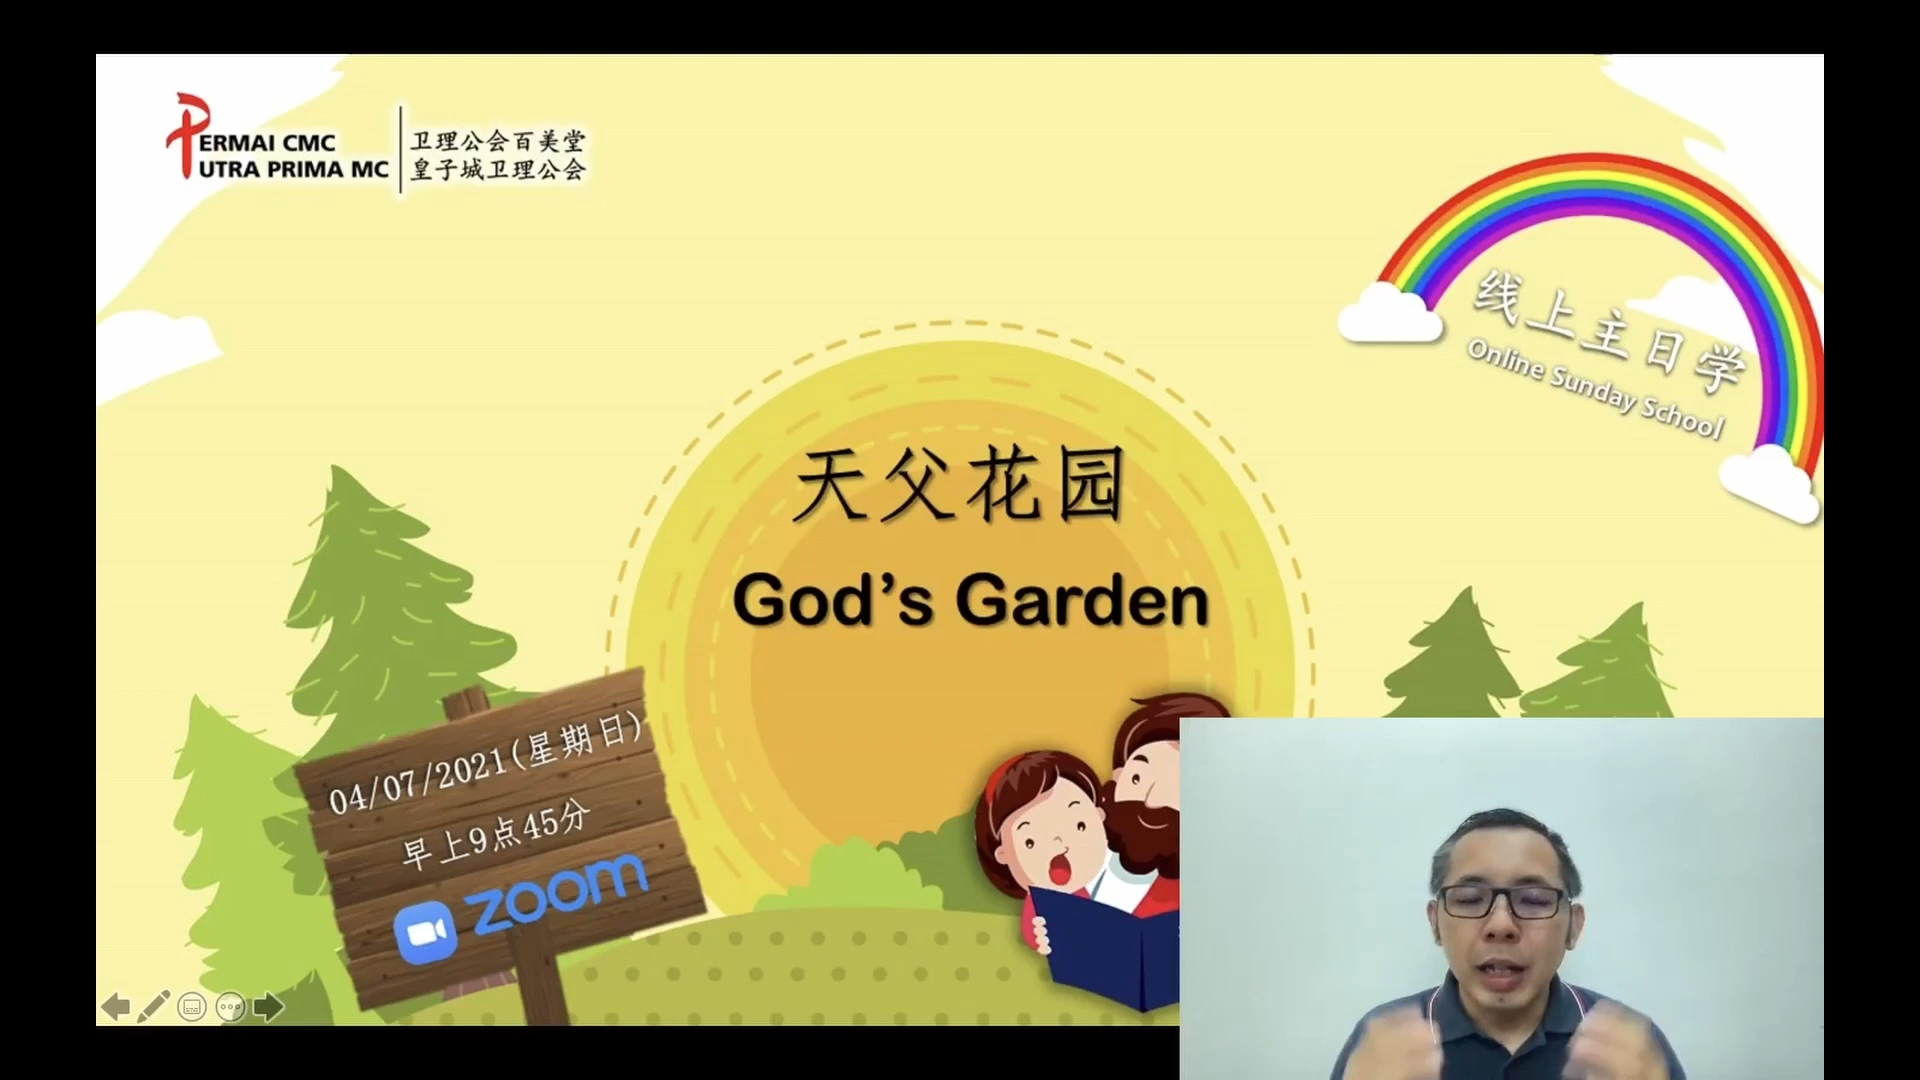 PERMAI CMC
PUTRA PRIMA MC
卫理公会百美堂
皇子城卫理公会
线上主日学
Online Sunday School
天父花园
God's Garden
04/07/2021(星期日)
早上9点45分
zoom